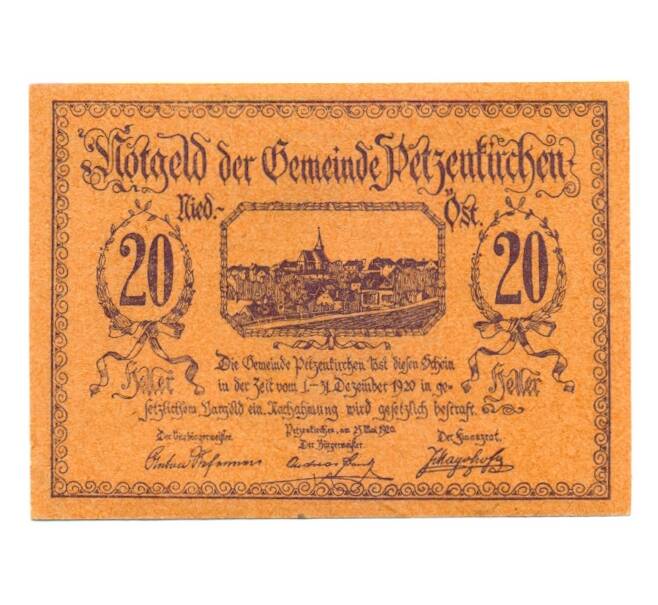 Notgeld der Gemeinde Petzenkirchen
Nied.- Öst.
20 20
Heller Heller
Die Gemeinde Petzenkirchen löst diesen Schein
in der Zeit vom 1.-31. Dezember 1920 in ge-
setzlichem Bargeld ein. Nachahmung wird gesetzlich bestraft.
Petzenkirchen, am 25. Mai 1920.
Der Vizebürgermeister. Der Bürgermeister. Der Finanzrat.